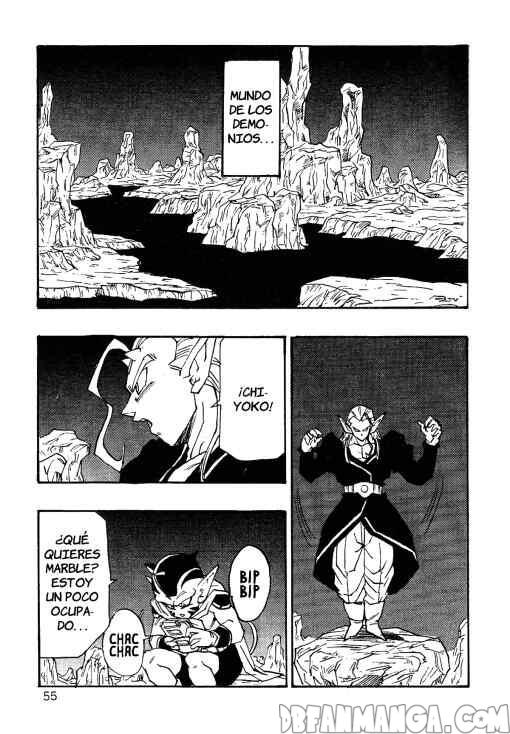 MUNDO
DE LOS
DEMO-
NIOS...
¡CHI-
YOKO!
¿QUÉ
QUIERES
MARBLE?
ESTOY
UN POCO
OCUPA-
DO...
BIP
BIP
CHAC
CHAC
55
DBFANMANGA.COM